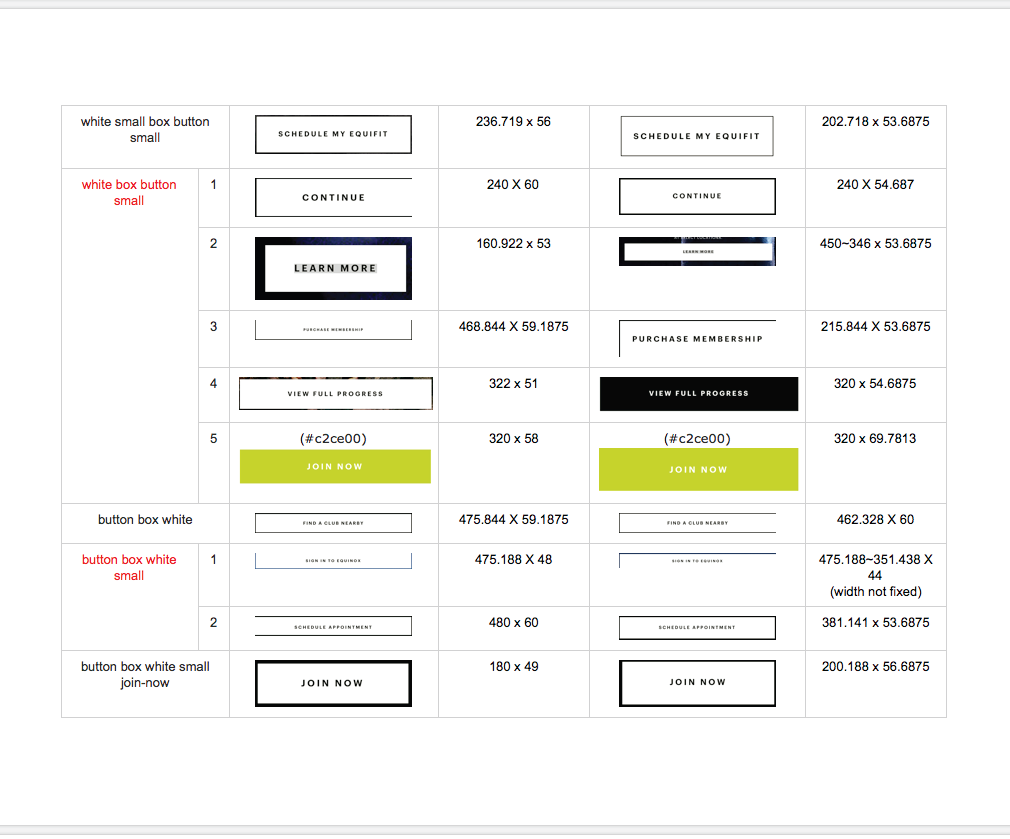 white small box button
small
SCHEDULE MY EQUIFIT
236.719 x 56
SCHEDULE MY EQUIFIT
202.718 x 53.6875
white box button
small
1
CONTINUE
240 X 60
CONTINUE
240 X 54.687
2
LEARN MORE
160.922 x 53
LEARN MORE
450~346 x 53.6875
3
PURCHASE MEMBERSHIP
468.844 X 59.1875
PURCHASE MEMBERSHIP
215.844 X 53.6875
4
VIEW FULL PROGRESS
322 x 51
VIEW FULL PROGRESS
320 x 54.6875
5
(#c2ce00)
JOIN NOW
320 x 58
(#c2ce00)
JOIN NOW
320 x 69.7813
button box white
FIND A CLUB NEARBY
475.844 X 59.1875
FIND A CLUB NEARBY
462.328 X 60
button box white
small
1
SIGN IN TO EQUINOX
475.188 X 48
SIGN IN TO EQUINOX
475.188~351.438 X
44
(width not fixed)
2
SCHEDULE APPOINTMENT
480 x 60
SCHEDULE APPOINTMENT
381.141 x 53.6875
button box white small
join-now
JOIN NOW
180 x 49
JOIN NOW
200.188 x 56.6875